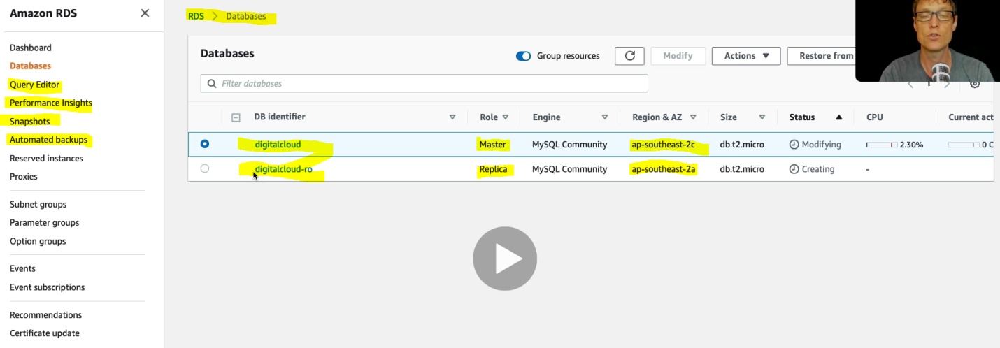 Amazon RDS
Dashboard
Databases
Query Editor
Performance Insights
Snapshots
Automated backups
Reserved instances
Proxies
Subnet groups
Parameter groups
Option groups
Events
Event subscriptions
Recommendations
Certificate update
RDS > Databases
Databases
Group resources Modify Actions Restore from
Filter databases
DB identifier Role Engine Region & AZ Size Status CPU Current act
digitalcloud Master MySQL Community ap-southeast-2c db.t2.micro Modifying 2.30% 0 C
digitalcloud-ro Replica MySQL Community ap-southeast-2a db.t2.micro Creating -